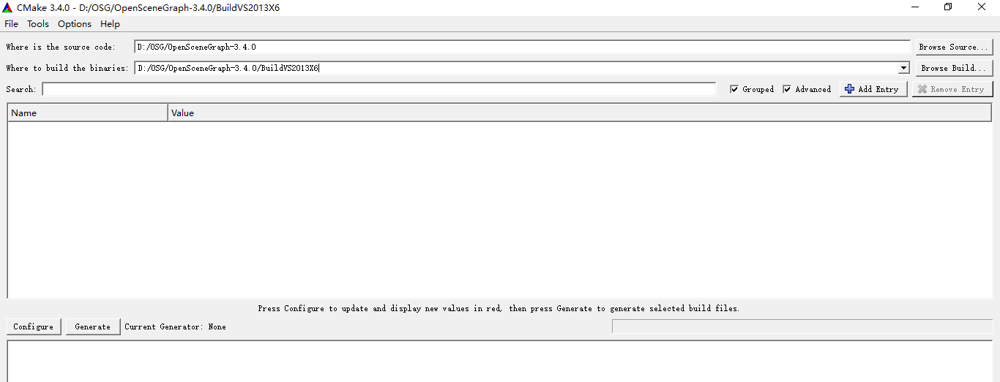 CMake 3.4.0 - D:/OSG/OpenSceneGraph-3.4.0/BuildVS2013X6
File Tools Options Help
Where is the source code: D:/OSG/OpenSceneGraph-3.4.0 Browse Source...
Where to build the binaries: D:/OSG/OpenSceneGraph-3.4.0/BuildVS2013X6 Browse Build...
Search: Grouped Advanced Add Entry Remove Entry
Name Value
Press Configure to update and display new values in red, then press Generate to generate selected build files.
Configure Generate Current Generator: None